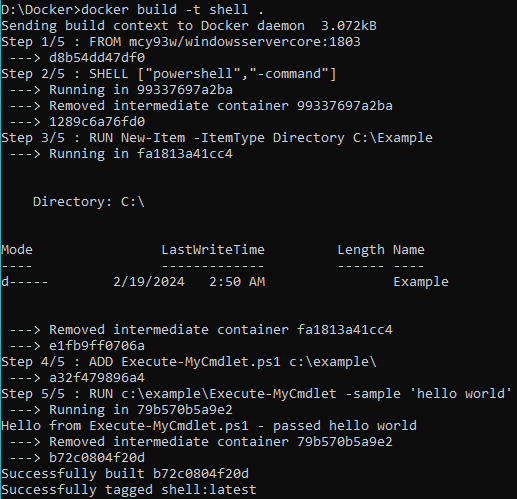 D:\Docker>docker build -t shell .
Sending build context to Docker daemon  3.072kB
Step 1/5 : FROM mcy93w/windowsservercore:1803
 ---> d8b54dd47df0
Step 2/5 : SHELL ["powershell","-command"]
 ---> Running in 99337697a2ba
 ---> Removed intermediate container 99337697a2ba
 ---> 1289c6a76fd0
Step 3/5 : RUN New-Item -ItemType Directory C:\Example
 ---> Running in fa1813a41cc4
    Directory: C:\
Mode                LastWriteTime         Length Name
----                -------------         ------ ----
d-----        2/19/2024   2:50 AM                Example
 ---> Removed intermediate container fa1813a41cc4
 ---> e1fb9ff0706a
Step 4/5 : ADD Execute-MyCmdlet.ps1 c:\example\
 ---> a32f479896a4
Step 5/5 : RUN c:\example\Execute-MyCmdlet -sample 'hello world'
 ---> Running in 79b570b5a9e2
Hello from Execute-MyCmdlet.ps1 - passed hello world
 ---> Removed intermediate container 79b570b5a9e2
 ---> b72c0804f20d
Successfully built b72c0804f20d
Successfully tagged shell:latest